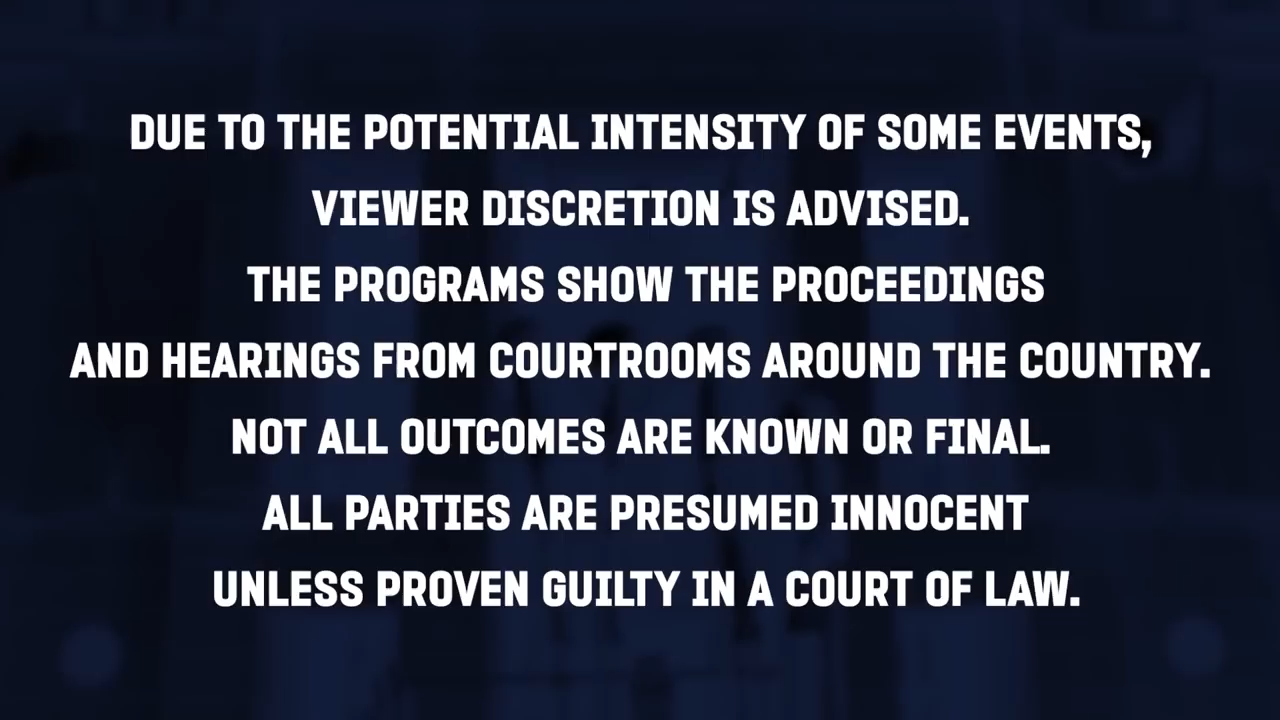 DUE TO THE POTENTIAL INTENSITY OF SOME EVENTS,
VIEWER DISCRETION IS ADVISED.
THE PROGRAMS SHOW THE PROCEEDINGS
AND HEARINGS FROM COURTROOMS AROUND THE COUNTRY.
NOT ALL OUTCOMES ARE KNOWN OR FINAL.
ALL PARTIES ARE PRESUMED INNOCENT
UNLESS PROVEN GUILTY IN A COURT OF LAW.